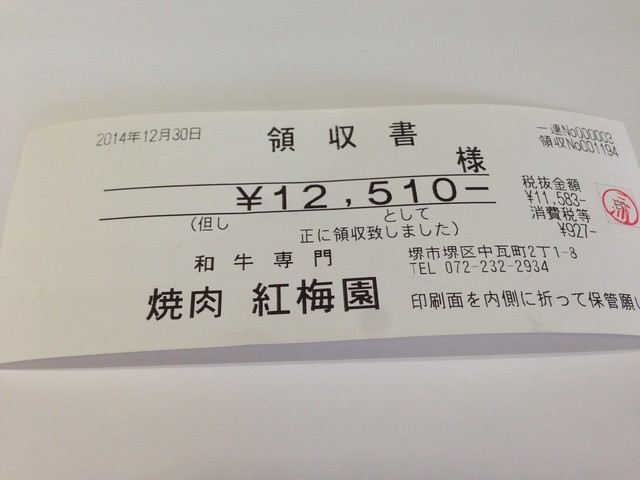 2014年12月30日
領収書
一連No000003
領収No001194
様
¥12,510-
税抜金額
¥11,583-
消費税等
¥927-
(但し として
正に領収致しました)
和牛専門
堺市堺区中瓦町2丁1-8
TEL 072-232-2934
焼肉 紅梅園
印刷面を内側に折って保管願い